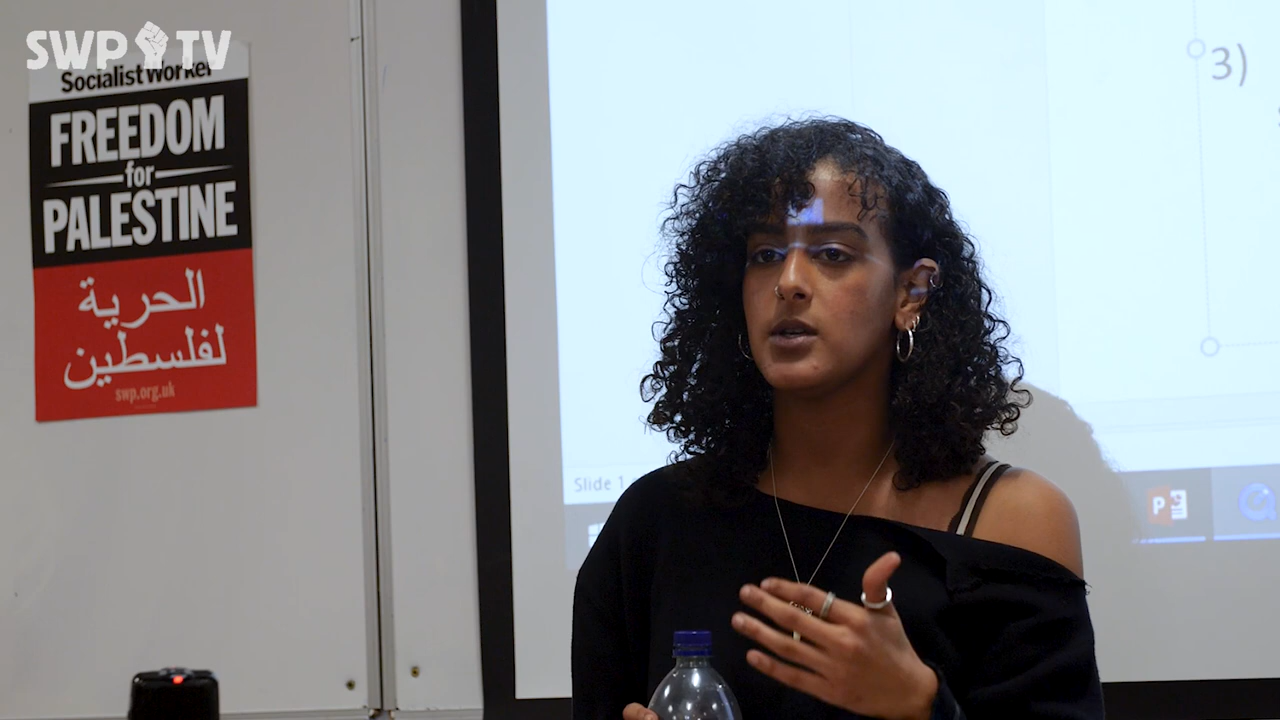 SWP TV
Socialist Worker
FREEDOM
for
PALESTINE
الحرية
لفلسطين
swp.org.uk
3)
Slide 1
P